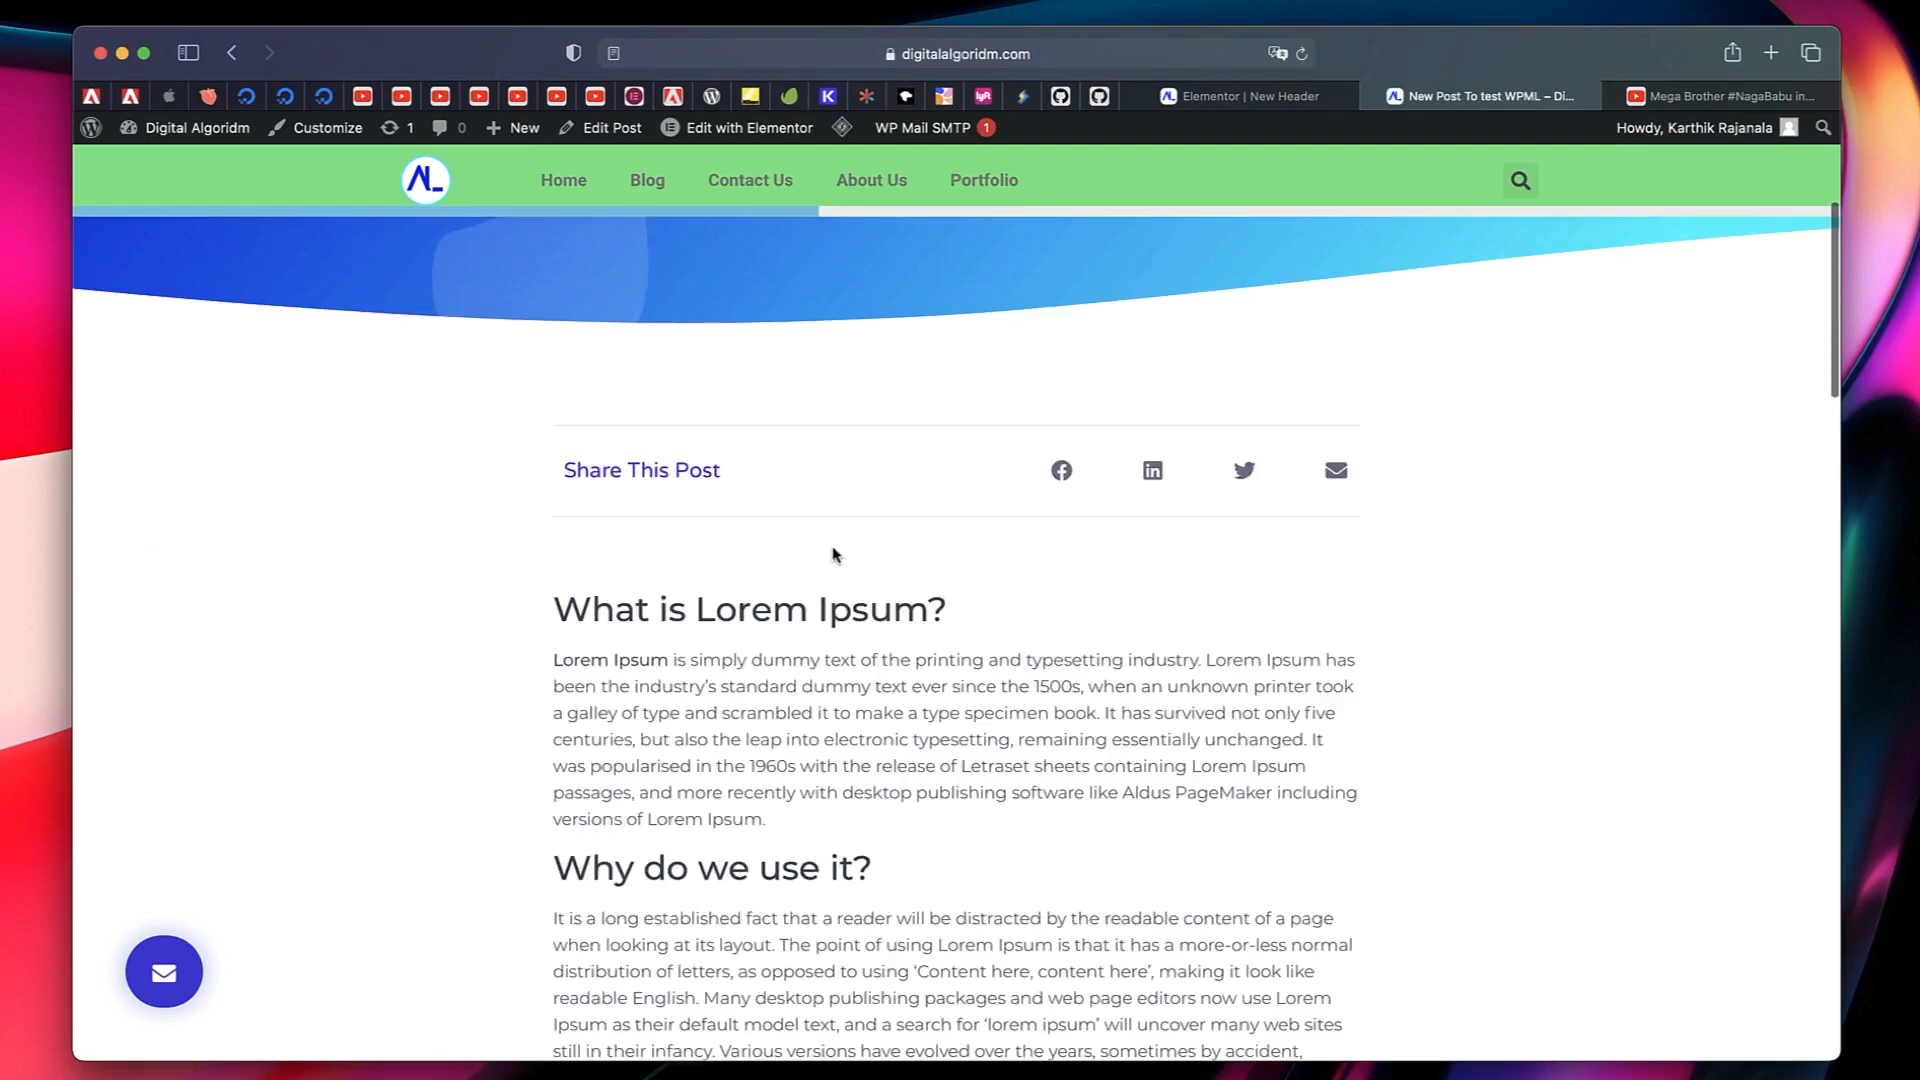 digitalalgoridm.com
Elementor | New Header
New Post To test WPML – Di...
Mega Brother #NagaBabu in...
Digital Algoridm
Customize
1
0
New
Edit Post
Edit with Elementor
WP Mail SMTP 1
Howdy, Karthik Rajanala
Home
Blog
Contact Us
About Us
Portfolio
Share This Post
What is Lorem Ipsum?
Lorem Ipsum is simply dummy text of the printing and typesetting industry. Lorem Ipsum has
been the industry’s standard dummy text ever since the 1500s, when an unknown printer took
a galley of type and scrambled it to make a type specimen book. It has survived not only five
centuries, but also the leap into electronic typesetting, remaining essentially unchanged. It
was popularised in the 1960s with the release of Letraset sheets containing Lorem Ipsum
passages, and more recently with desktop publishing software like Aldus PageMaker including
versions of Lorem Ipsum.
Why do we use it?
It is a long established fact that a reader will be distracted by the readable content of a page
when looking at its layout. The point of using Lorem Ipsum is that it has a more-or-less normal
distribution of letters, as opposed to using ‘Content here, content here’, making it look like
readable English. Many desktop publishing packages and web page editors now use Lorem
Ipsum as their default model text, and a search for ‘lorem ipsum’ will uncover many web sites
still in their infancy. Various versions have evolved over the years, sometimes by accident,